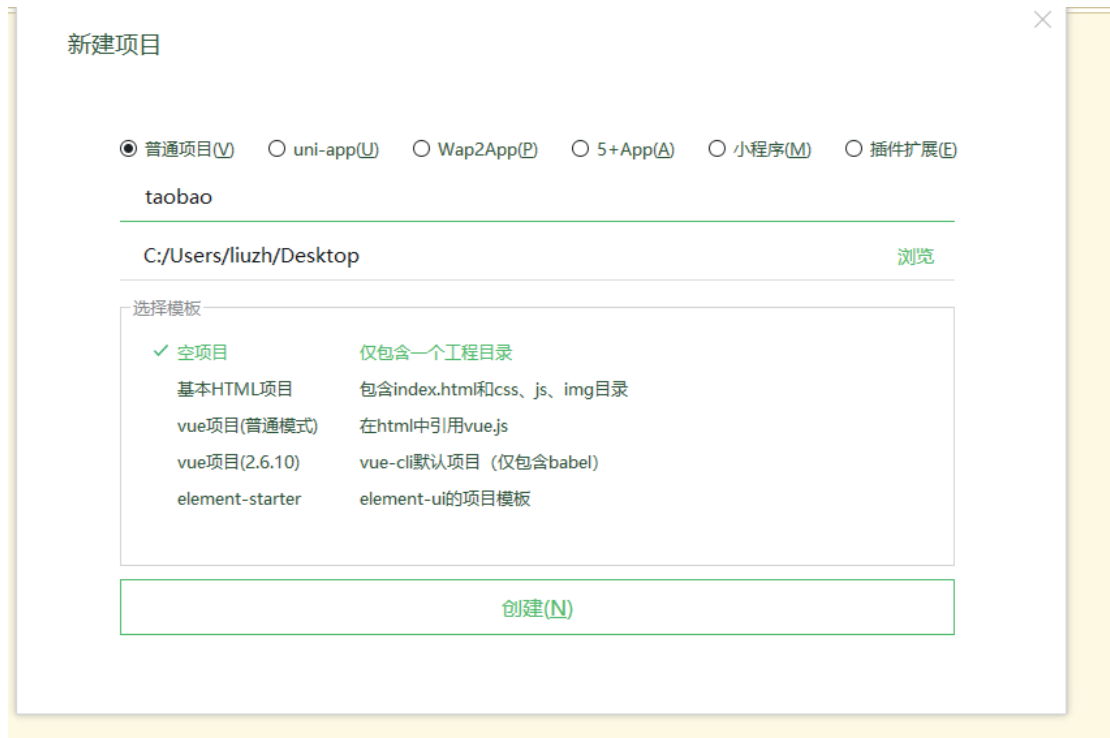 新建项目
普通项目(V) uni-app(U) Wap2App(P) 5+App(A) 小程序(M) 插件扩展(E)
taobao
C:/Users/liuzh/Desktop 浏览
选择模板
空项目 仅包含一个工程目录
基本HTML项目 包含index.html和css、js、img目录
vue项目(普通模式) 在html中引用vue.js
vue项目(2.6.10) vue-cli默认项目（仅包含babel）
element-starter element-ui的项目模板
创建(N)